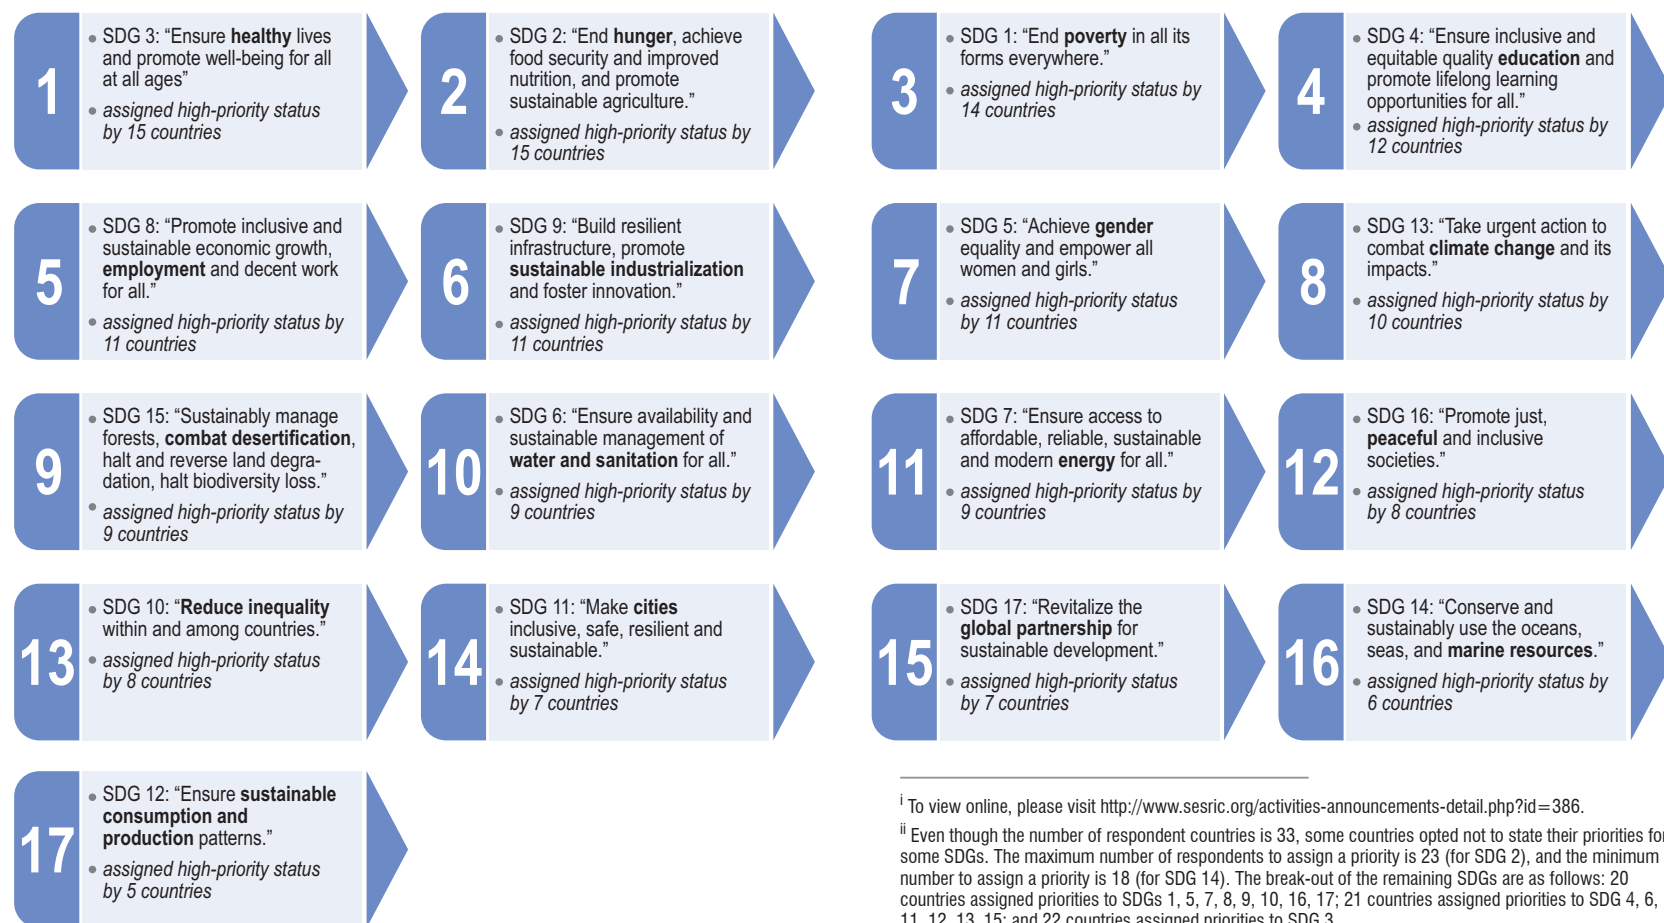 1
• SDG 3: “Ensure healthy lives
and promote well-being for all
at all ages”
• assigned high-priority status
by 15 countries
2
• SDG 2: “End hunger, achieve
food security and improved
nutrition, and promote
sustainable agriculture.”
• assigned high-priority status by
15 countries
3
• SDG 1: “End poverty in all its
forms everywhere.”
• assigned high-priority status by
14 countries
4
• SDG 4: “Ensure inclusive and
equitable quality education and
promote lifelong learning
opportunities for all.”
• assigned high-priority status by
12 countries
5
• SDG 8: “Promote inclusive and
sustainable economic growth,
employment and decent work
for all.”
• assigned high-priority status by
11 countries
6
• SDG 9: “Build resilient
infrastructure, promote
sustainable industrialization
and foster innovation.”
• assigned high-priority status by
11 countries
7
• SDG 5: “Achieve gender
equality and empower all
women and girls.”
• assigned high-priority status
by 11 countries
8
• SDG 13: “Take urgent action to
combat climate change and its
impacts.”
• assigned high-priority status by
10 countries
9
• SDG 15: “Sustainably manage
forests, combat desertification,
halt and reverse land degra-
dation, halt biodiversity loss.”
• assigned high-priority status by
9 countries
10
• SDG 6: “Ensure availability and
sustainable management of
water and sanitation for all.”
• assigned high-priority status by
9 countries
11
• SDG 7: “Ensure access to
affordable, reliable, sustainable
and modern energy for all.”
• assigned high-priority status by
9 countries
12
• SDG 16: “Promote just,
peaceful and inclusive
societies.”
• assigned high-priority status
by 8 countries
13
• SDG 10: “Reduce inequality
within and among countries.”
• assigned high-priority status
by 8 countries
14
• SDG 11: “Make cities
inclusive, safe, resilient and
sustainable.”
• assigned high-priority status
by 7 countries
15
• SDG 17: “Revitalize the
global partnership for
sustainable development.”
• assigned high-priority status
by 7 countries
16
• SDG 14: “Conserve and
sustainably use the oceans,
seas, and marine resources.”
• assigned high-priority status by
6 countries
17
• SDG 12: “Ensure sustainable
consumption and
production patterns.”
• assigned high-priority status
by 5 countries
i To view online, please visit http://www.sesric.org/activities-announcements-detail.php?id=386.
ii Even though the number of respondent countries is 33, some countries opted not to state their priorities for
some SDGs. The maximum number of respondents to assign a priority is 23 (for SDG 2), and the minimum
number to assign a priority is 18 (for SDG 14). The break-out of the remaining SDGs are as follows: 20
countries assigned priorities to SDGs 1, 5, 7, 8, 9, 10, 16, 17; 21 countries assigned priorities to SDG 4, 6,
11, 12, 13, 15; and 22 countries assigned priorities to SDG 3.